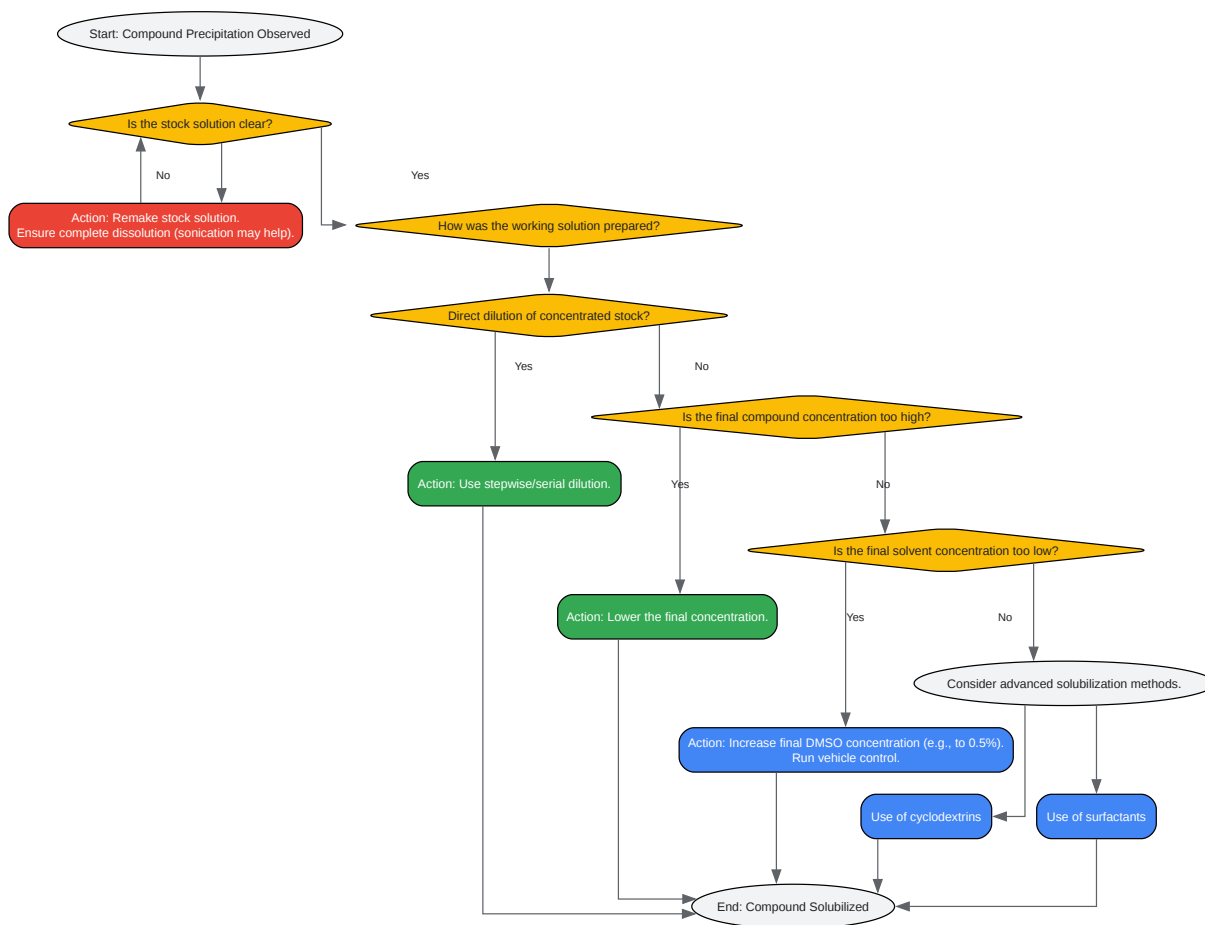 Start: Compound Precipitation Observed
Is the stock solution clear?
No
Yes
Action: Remake stock solution.
Ensure complete dissolution (sonication may help).
How was the working solution prepared?
Direct dilution of concentrated stock?
Yes
No
Is the final compound concentration too high?
Action: Use stepwise/serial dilution.
Yes
No
Is the final solvent concentration too low?
Action: Lower the final concentration.
Yes
No
Consider advanced solubilization methods.
Action: Increase final DMSO concentration (e.g., to 0.5%).
Run vehicle control.
Use of cyclodextrins
Use of surfactants
End: Compound Solubilized